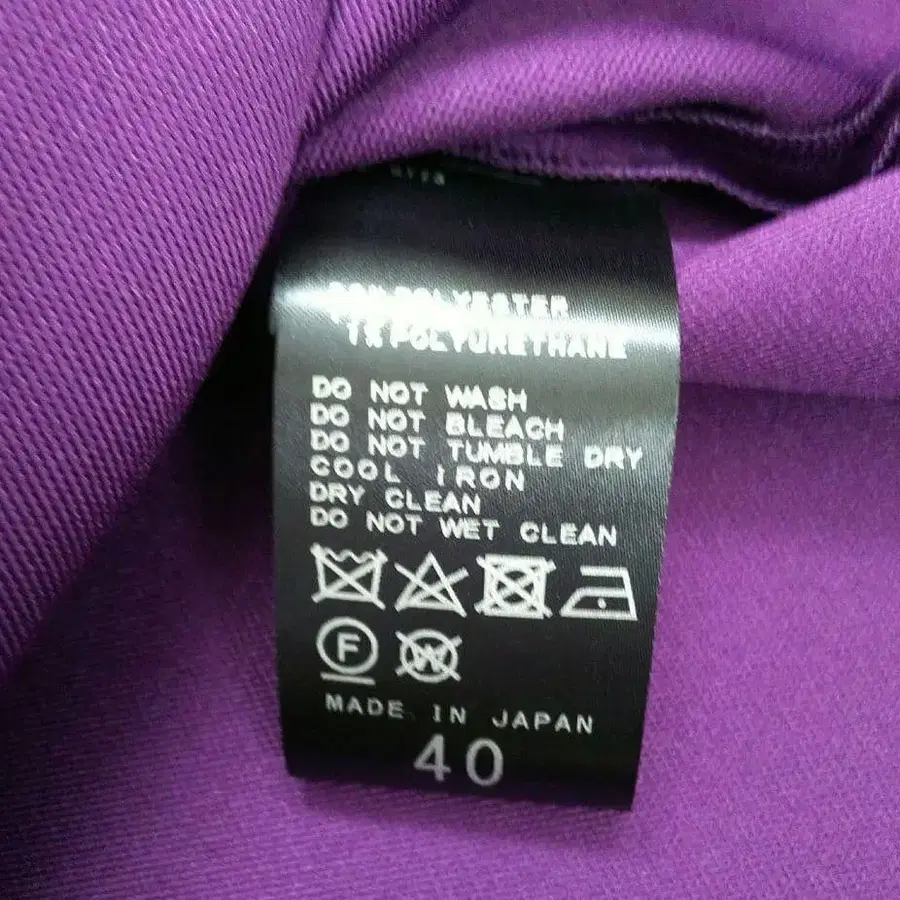 POLYESTER
1% POLYURETHANE
DO NOT WASH
DO NOT BLEACH
DO NOT TUMBLE DRY
COOL IRON
DRY CLEAN
DO NOT WET CLEAN
F W
MADE IN JAPAN
40